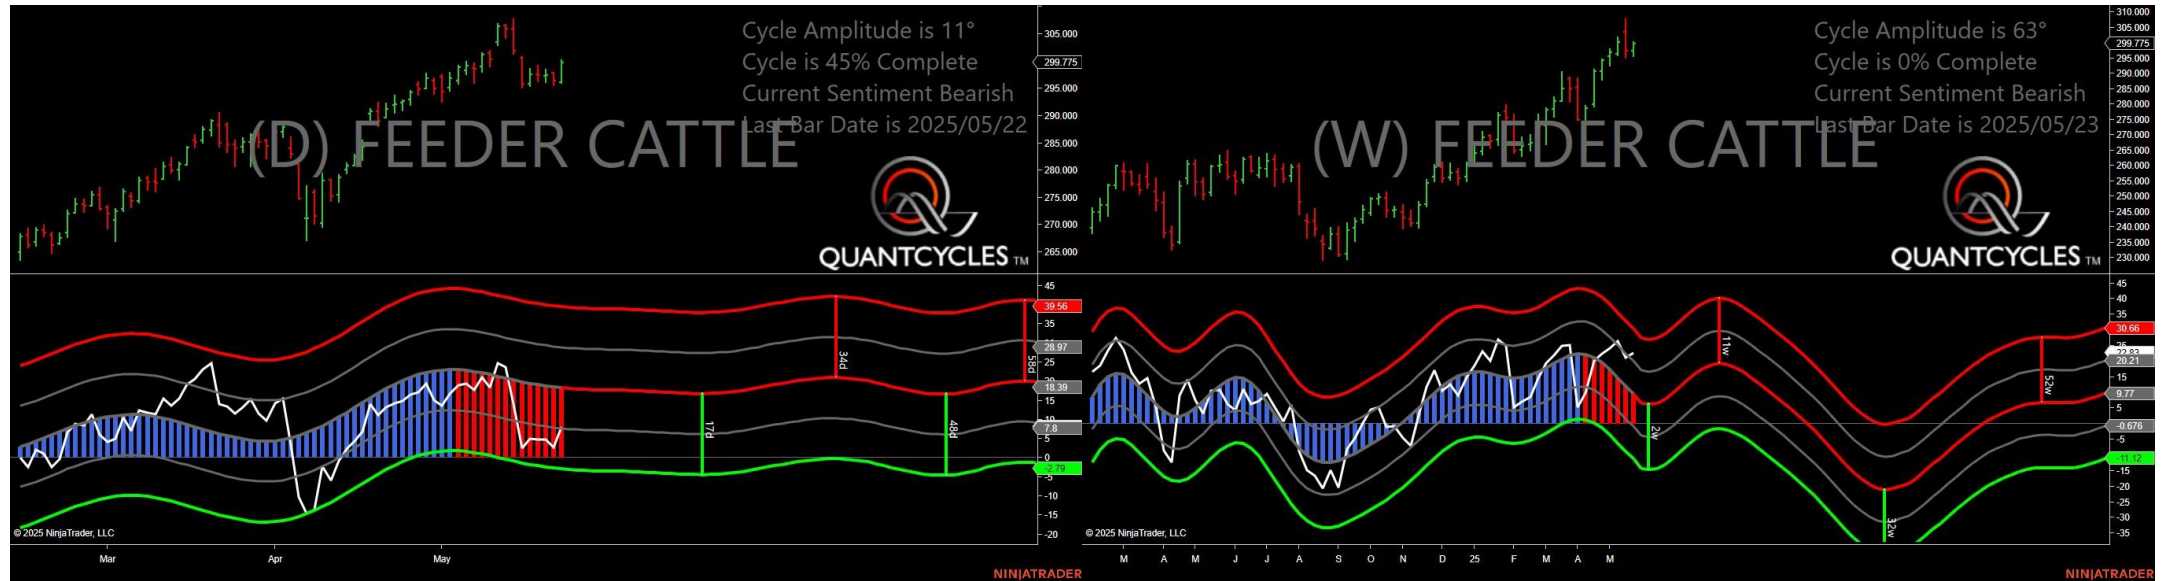 Cycle Amplitude is 11°
Cycle is 45% Complete
Current Sentiment Bearish
Last Bar Date is 2025/05/22
(D) FEEDER CATTLE
QUANTCYCLES TM
305.000
299.775
295.000
290.000
285.000
280.000
275.000
270.000
265.000
45
39.56
35
28.97
25
18.39
15
10
7.8
5
0
-2.79
-5
-10
-15
-20
34d
58d
17d
48d
© 2025 NinjaTrader, LLC
Mar Apr May
NINJATRADER
Cycle Amplitude is 63°
Cycle is 0% Complete
Current Sentiment Bearish
Last Bar Date is 2025/05/23
(W) FEEDER CATTLE
QUANTCYCLES TM
310.000
305.000
299.775
295.000
290.000
285.000
280.000
275.000
270.000
265.000
260.000
255.000
250.000
245.000
240.000
235.000
230.000
45
40
35
30.66
22.83
20.21
15
9.77
5
-0.676
-5
-11.12
-15
-20
-25
-30
-35
11w
52w
2w
32w
© 2025 NinjaTrader, LLC
M A M J J A S O N D 25 F M A M
NINJATRADER